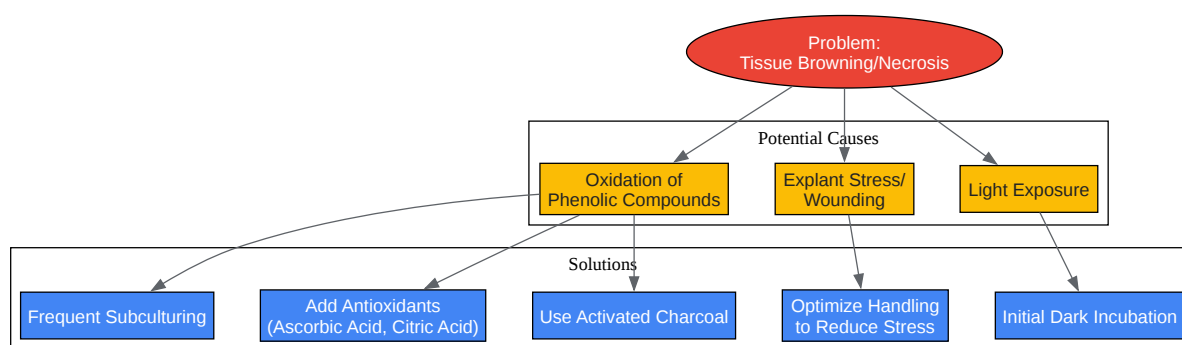 Problem:
Tissue Browning/Necrosis
Potential Causes
Oxidation of
Phenolic Compounds
Explant Stress/
Wounding
Light Exposure
Solutions
Frequent Subculturing
Add Antioxidants
(Ascorbic Acid, Citric Acid)
Use Activated Charcoal
Optimize Handling
to Reduce Stress
Initial Dark Incubation